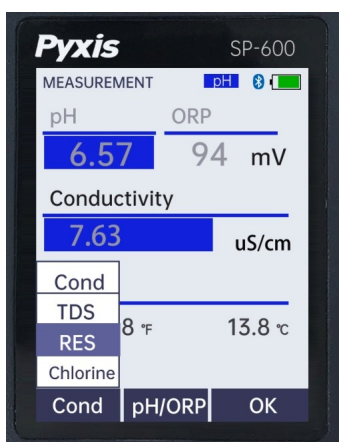 Pyxis SP-600
MEASUREMENT pH
pH ORP
6.57 94 mV
Conductivity
7.63 uS/cm
Cond
TDS
8 °F 13.8 °C
RES
Chlorine
Cond pH/ORP OK